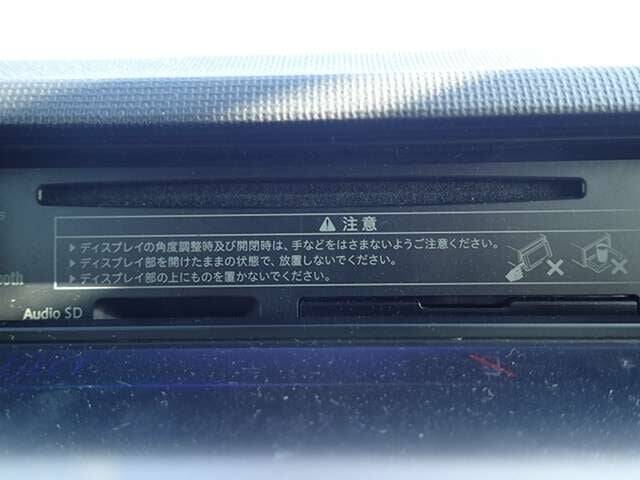 ⚠ 注意
▶ ディスプレイの角度調整時及び開閉時は、手などをはさまないようご注意ください。
▶ ディスプレイ部を開けたままの状態で、放置しないでください。
▶ ディスプレイ部の上にものを置かないでください。
ooth
Audio SD